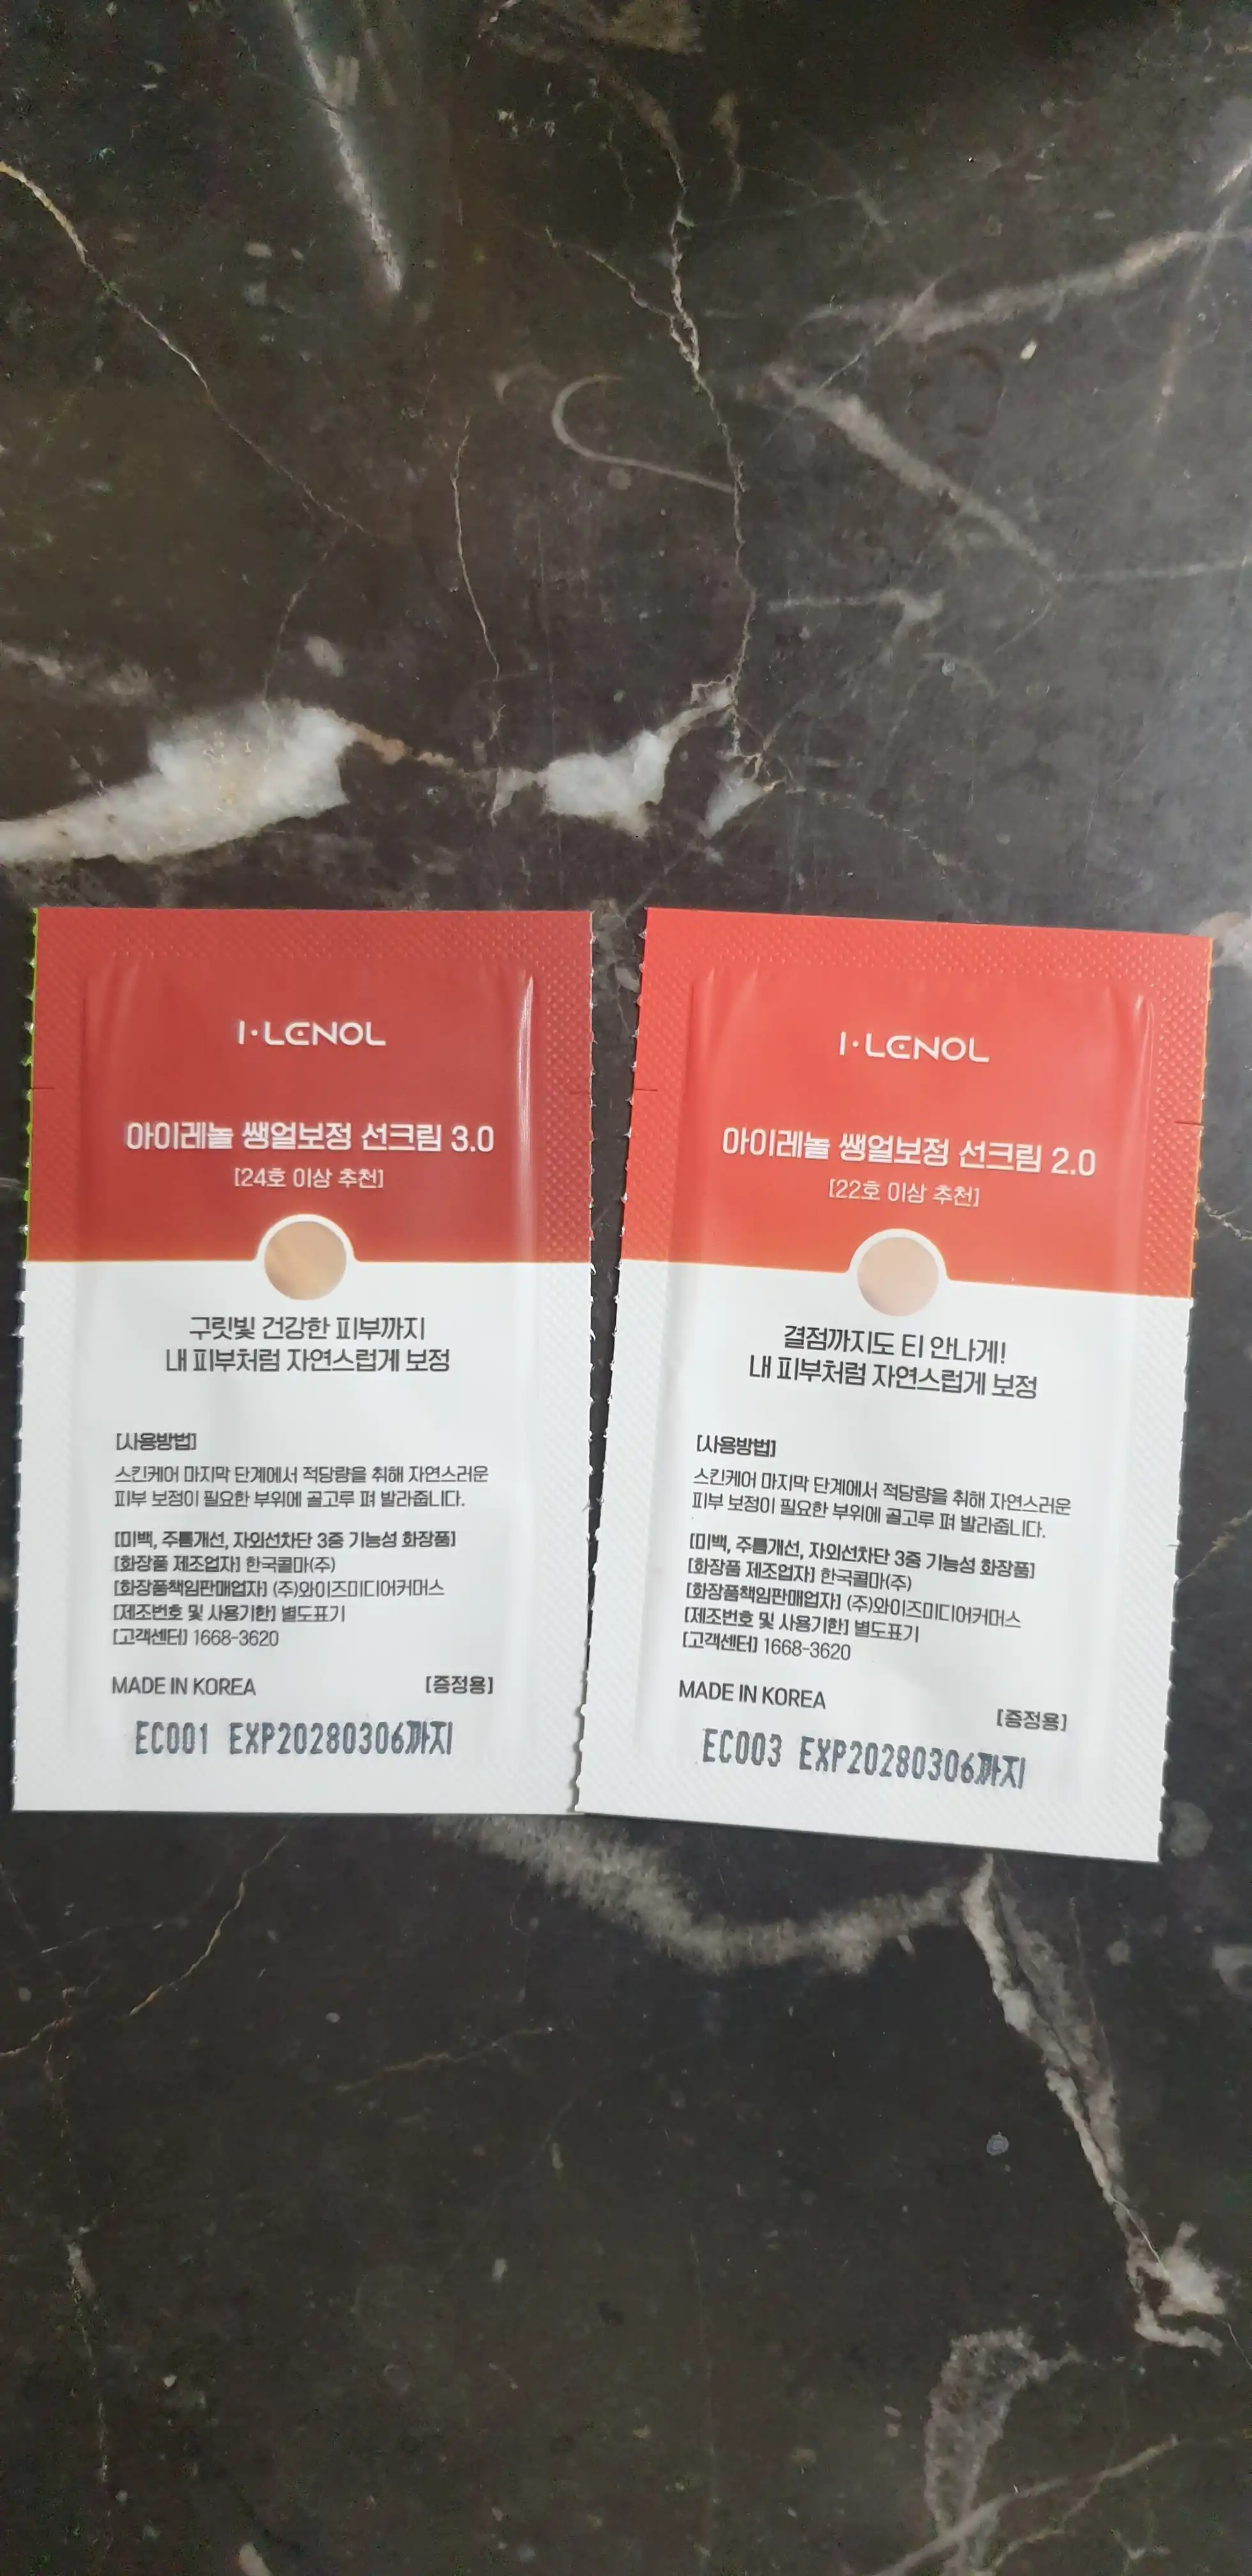 I·LENOL
아이레놀 쌩얼보정 선크림 3.0
[24호 이상 추천]
구릿빛 건강한 피부까지
내 피부처럼 자연스럽게 보정
[사용방법]
스킨케어 마지막 단계에서 적당량을 취해 자연스러운
피부 보정이 필요한 부위에 골고루 펴 발라줍니다.
[미백, 주름개선, 자외선차단 3중 기능성 화장품]
[화장품 제조업자] 한국콜마(주)
[화장품책임판매업자] (주)와이즈미디어커머스
[제조번호 및 사용기한] 별도표기
[고객센터] 1668-3620
MADE IN KOREA [증정용]
EC001 EXP20280306까지
I·LENOL
아이레놀 쌩얼보정 선크림 2.0
[22호 이상 추천]
결점까지도 티 안나게!
내 피부처럼 자연스럽게 보정
[사용방법]
스킨케어 마지막 단계에서 적당량을 취해 자연스러운
피부 보정이 필요한 부위에 골고루 펴 발라줍니다.
[미백, 주름개선, 자외선차단 3중 기능성 화장품]
[화장품 제조업자] 한국콜마(주)
[화장품책임판매업자] (주)와이즈미디어커머스
[제조번호 및 사용기한] 별도표기
[고객센터] 1668-3620
MADE IN KOREA [증정용]
EC003 EXP20280306까지